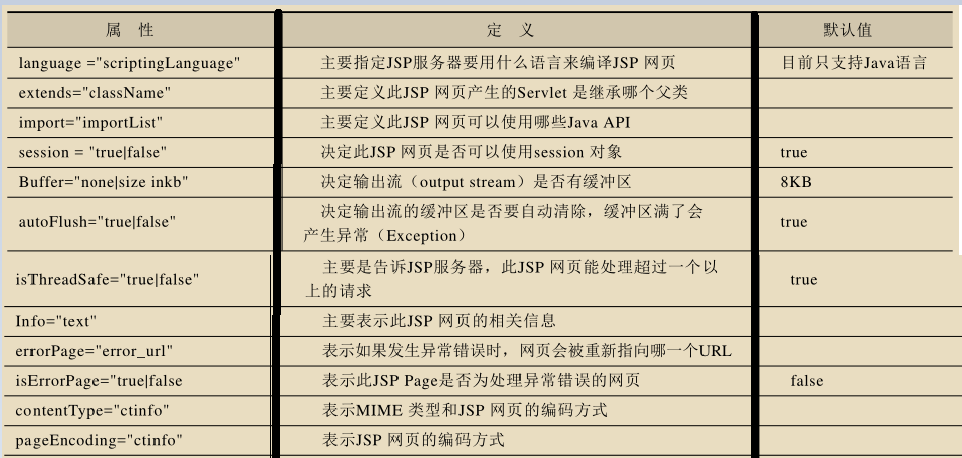 属 性 定 义 默认值
language ="scriptingLanguage" 主要指定JSP服务器要用什么语言来编译JSP 网页 目前只支持Java语言
extends="className" 主要定义此JSP 网页产生的Servlet 是继承哪个父类
import="importList" 主要定义此JSP 网页可以使用哪些Java API
session = "true|false" 决定此JSP 网页是否可以使用session 对象 true
Buffer="none|size inkb" 决定输出流（output stream）是否有缓冲区 8KB
autoFlush="true|false" 决定输出流的缓冲区是否要自动清除，缓冲区满了会
产生异常（Exception） true
isThreadSafe="true|false" 主要是告诉JSP服务器，此JSP 网页能处理超过一个以
上的请求 true
Info="text" 主要表示此JSP 网页的相关信息
errorPage="error_url" 表示如果发生异常错误时，网页会被重新指向哪一个URL
isErrorPage="true|false 表示此JSP Page是否为处理异常错误的网页 false
contentType="ctinfo" 表示MIME 类型和JSP 网页的编码方式
pageEncoding="ctinfo" 表示JSP 网页的编码方式